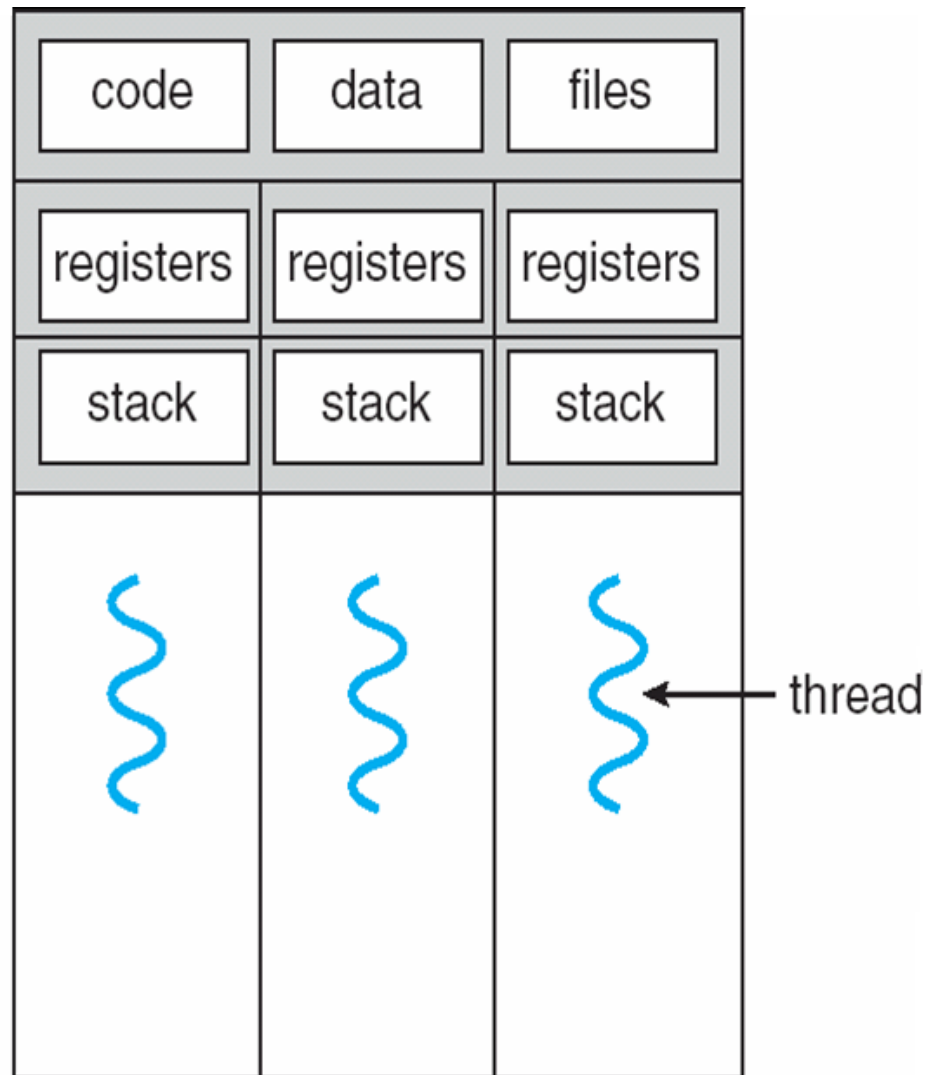 code data files
registers registers registers
stack stack stack
thread